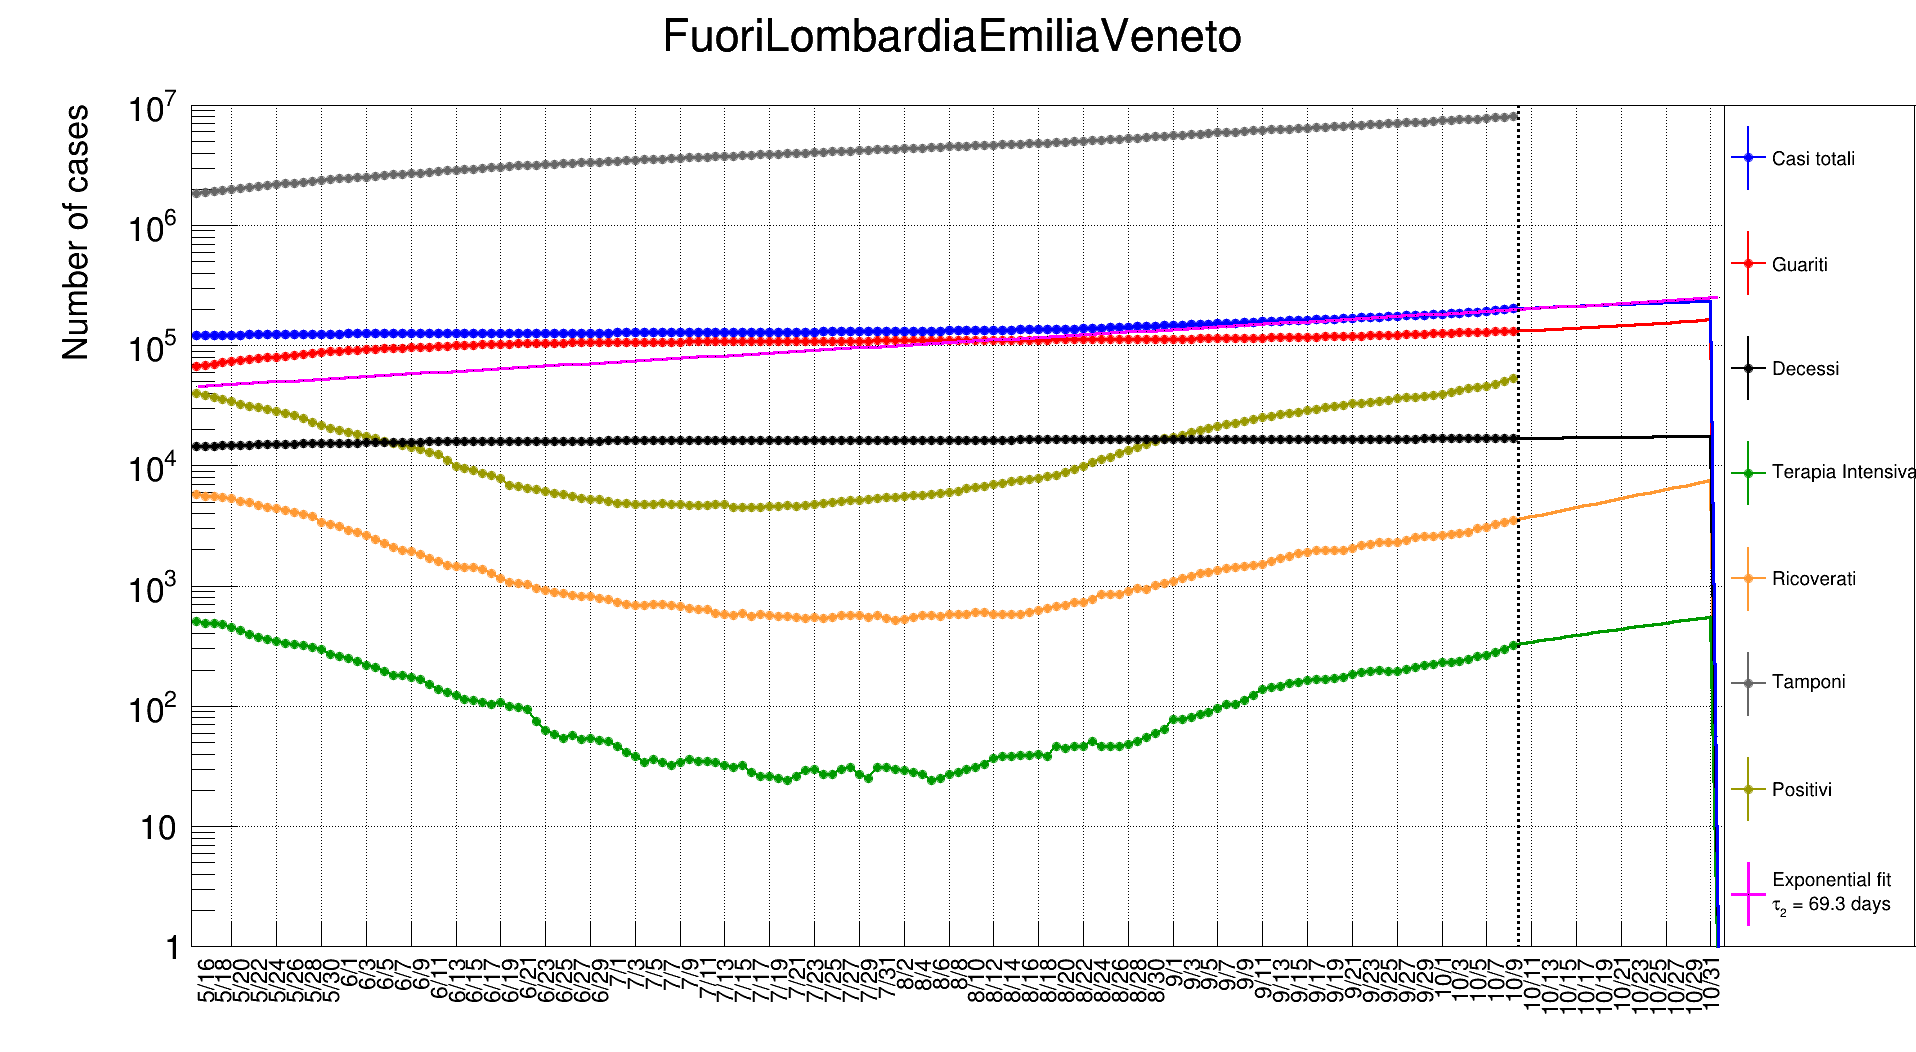 FuoriLombardiaEmiliaVeneto
Number of cases
10^7
10^6
10^5
10^4
10^3
10^2
10
1
5/16 5/18 5/20 5/22 5/24 5/26 5/28 5/30 6/1 6/3 6/5 6/7 6/9 6/11 6/13 6/15 6/17 6/19 6/21 6/23 6/25 6/27 6/29 7/1 7/3 7/5 7/7 7/9 7/11 7/13 7/15 7/17 7/19 7/21 7/23 7/25 7/27 7/29 7/31 8/2 8/4 8/6 8/8 8/10 8/12 8/14 8/16 8/18 8/20 8/22 8/24 8/26 8/28 8/30 9/1 9/3 9/5 9/7 9/9 9/11 9/13 9/15 9/17 9/19 9/21 9/23 9/25 9/27 9/29 10/1 10/3 10/5 10/7 10/9 10/11 10/13 10/15 10/17 10/19 10/21 10/23 10/25 10/27 10/29 10/31
Casi totali
Guariti
Decessi
Terapia Intensiva
Ricoverati
Tamponi
Positivi
Exponential fit
τ₂ = 69.3 days